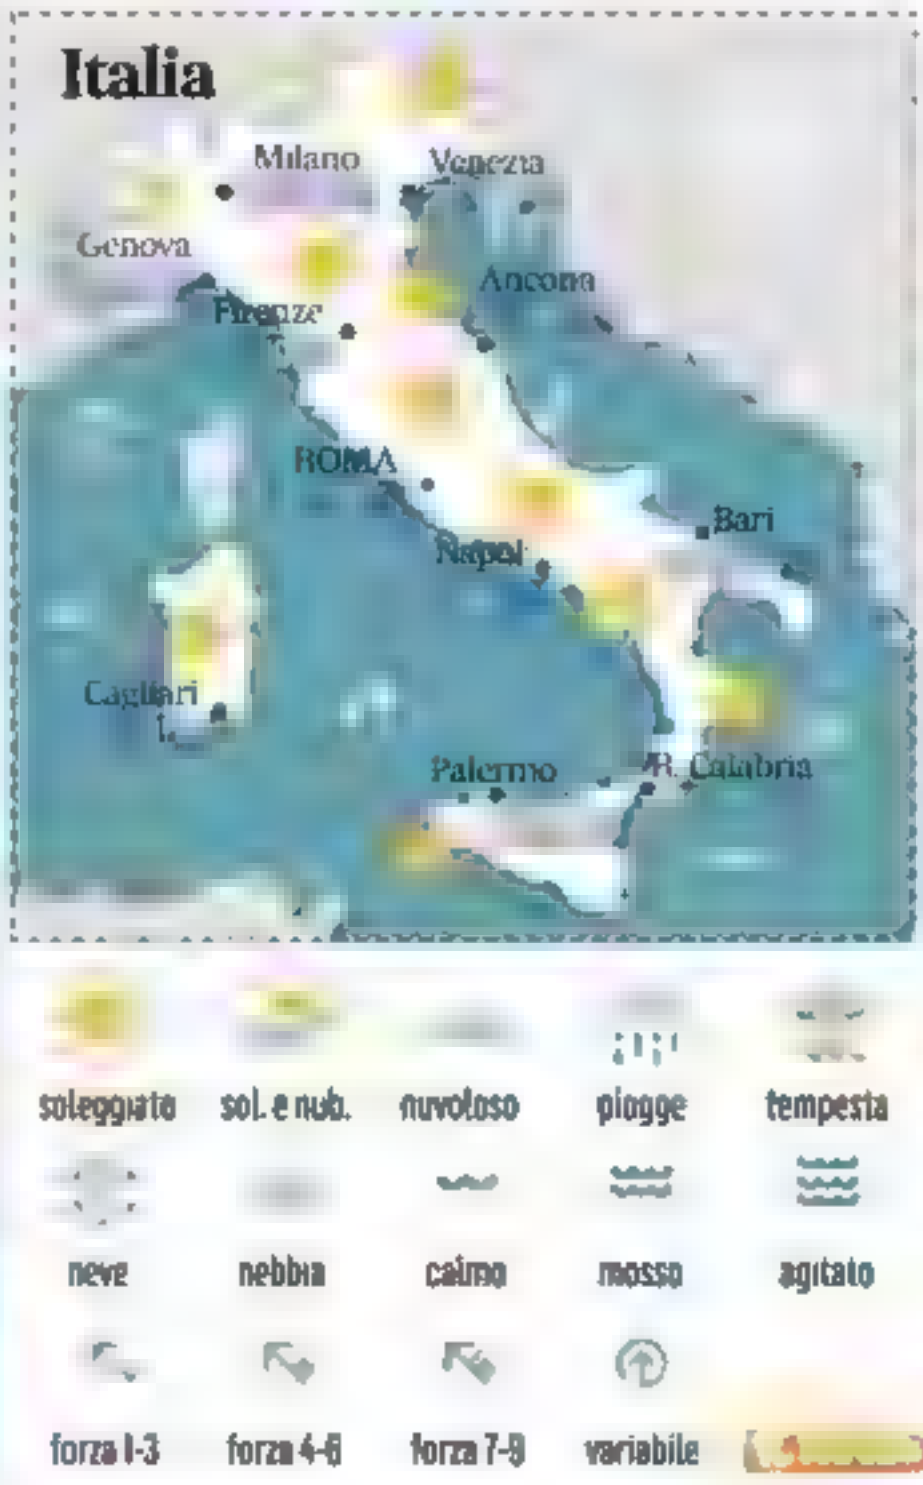 Italia
Milano
Venezia
Genova
Ancona
Firenze
ROMA
Bari
Napoli
Cagliari
Palermo
R. Calabria
soleggiato sol. e nub. nuvoloso piogge tempesta
neve nebbia calmo mosso agitato
forza 1-3 forza 4-6 forza 7-9 variabile